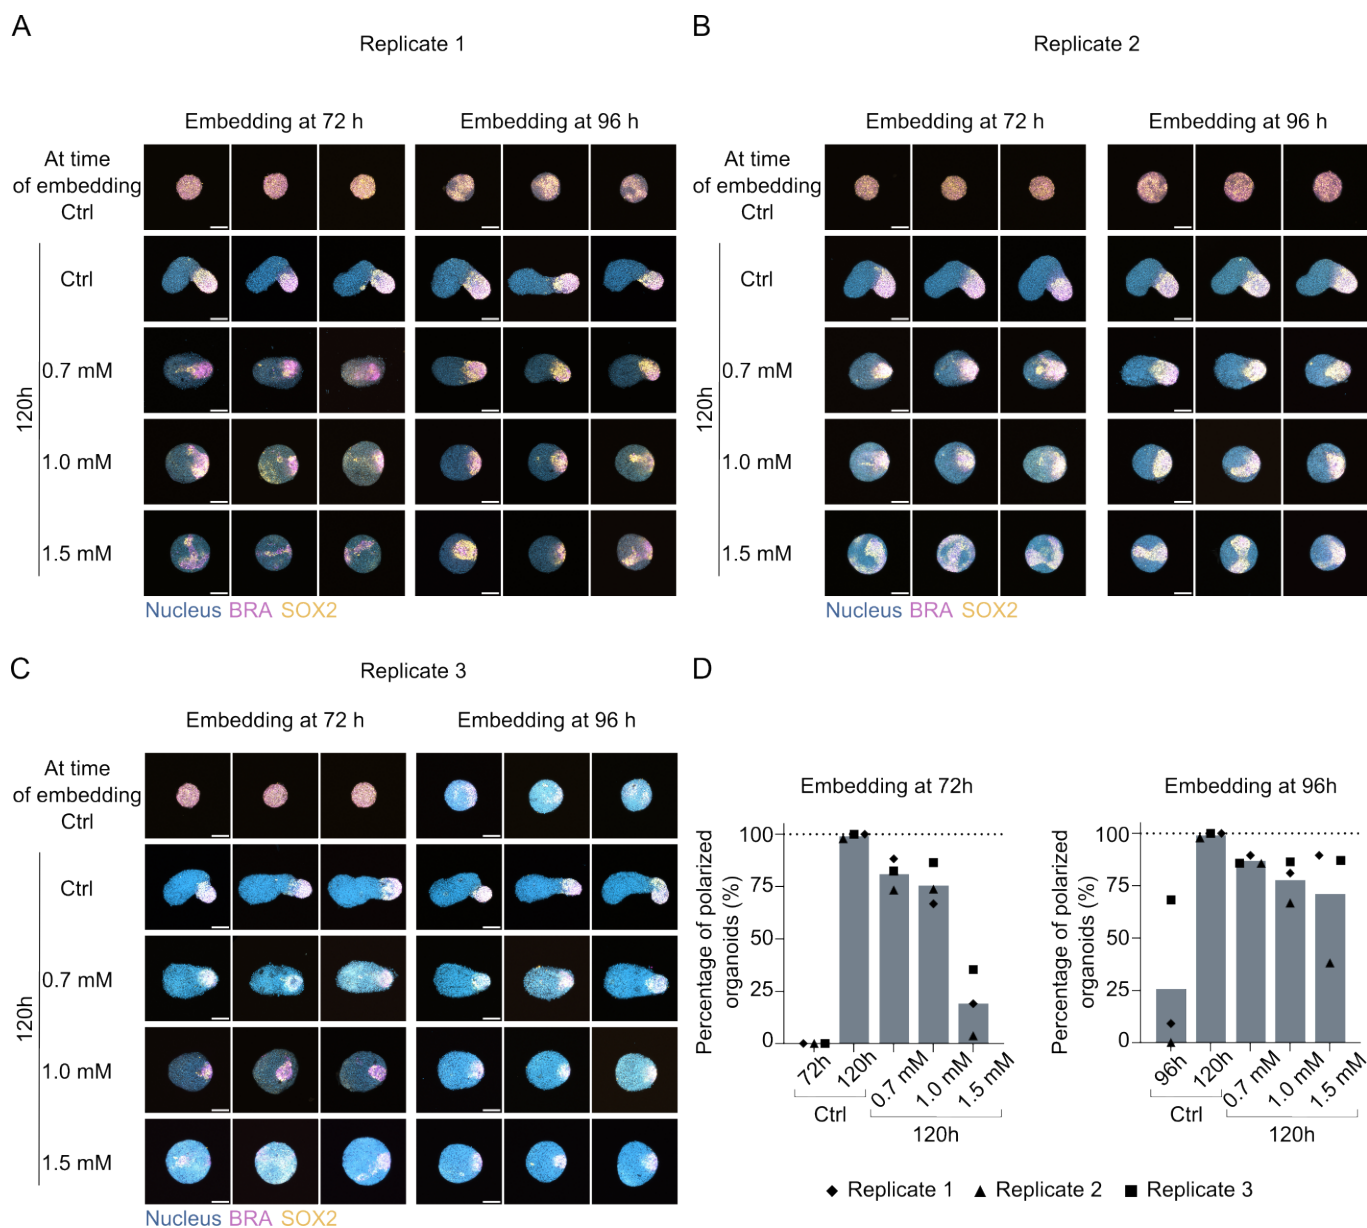 A
Replicate 1
Embedding at 72 h Embedding at 96 h
At time
of embedding
Ctrl
Ctrl
0.7 mM
1.0 mM
1.5 mM
120h
Nucleus BRA SOX2
B
Replicate 2
Embedding at 72 h Embedding at 96 h
At time
of embedding
Ctrl
Ctrl
0.7 mM
1.0 mM
1.5 mM
120h
Nucleus BRA SOX2
C
Replicate 3
Embedding at 72 h Embedding at 96 h
At time
of embedding
Ctrl
Ctrl
0.7 mM
1.0 mM
1.5 mM
120h
Nucleus BRA SOX2
D
Embedding at 72h
Percentage of polarized
organoids (%)
100
75
50
25
0
72h 120h 0.7 mM 1.0 mM 1.5 mM
Ctrl
120h
Embedding at 96h
Percentage of polarized
organoids (%)
100
75
50
25
0
96h 120h 0.7 mM 1.0 mM 1.5 mM
Ctrl
120h
Replicate 1 Replicate 2 Replicate 3